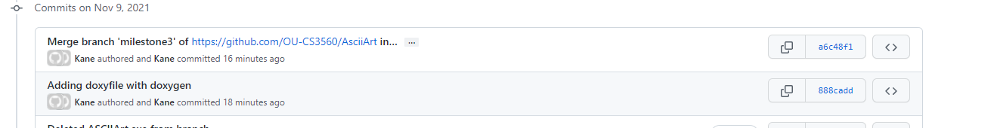 Commits on Nov 9, 2021
Merge branch 'milestone3' of https://github.com/OU-CS3560/AsciiArt in... ...
a6c48f1
Kane authored and Kane committed 16 minutes ago
Adding doxyfile with doxygen
888cadd
Kane authored and Kane committed 18 minutes ago
Deleted ASCIIArt.exe from branch